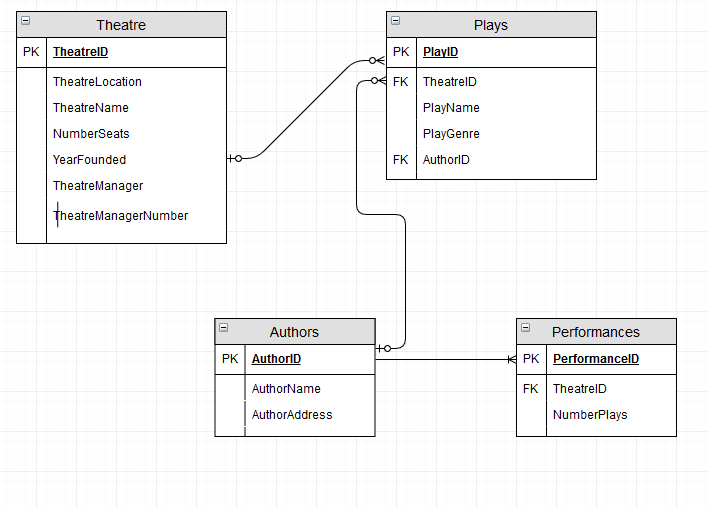 Theatre
PK TheatreID
TheatreLocation
TheatreName
NumberSeats
YearFounded
TheatreManager
TheatreManagerNumber
Plays
PK PlayID
FK TheatreID
PlayName
PlayGenre
FK AuthorID
Authors
PK AuthorID
AuthorName
AuthorAddress
Performances
PK PerformanceID
FK TheatreID
NumberPlays